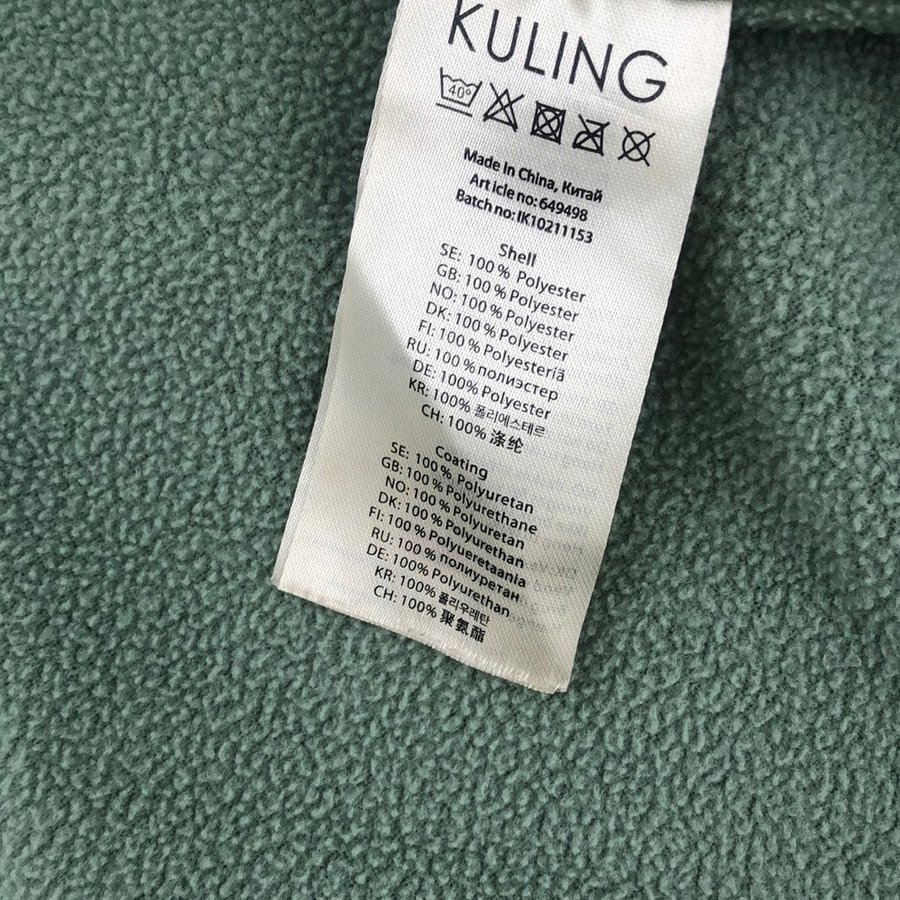 KULING
40°
Made in China, Китай
Article no: 649498
Batch no: IK10211153
Shell
SE: 100% Polyester
GB: 100% Polyester
NO: 100% Polyester
DK: 100% Polyester
FI: 100% Polyesteriä
RU: 100% полиэстер
DE: 100% Polyester
KR: 100% 폴리에스테르
CH: 100% 涤纶
Coating
SE: 100% Polyuretan
GB: 100% Polyurethane
NO: 100% Polyuretan
DK: 100% Polyurethan
FI: 100% Polyueretaania
RU: 100% полиуретан
DE: 100% Polyurethan
KR: 100% 폴리우레탄
CH: 100% 聚氨酯